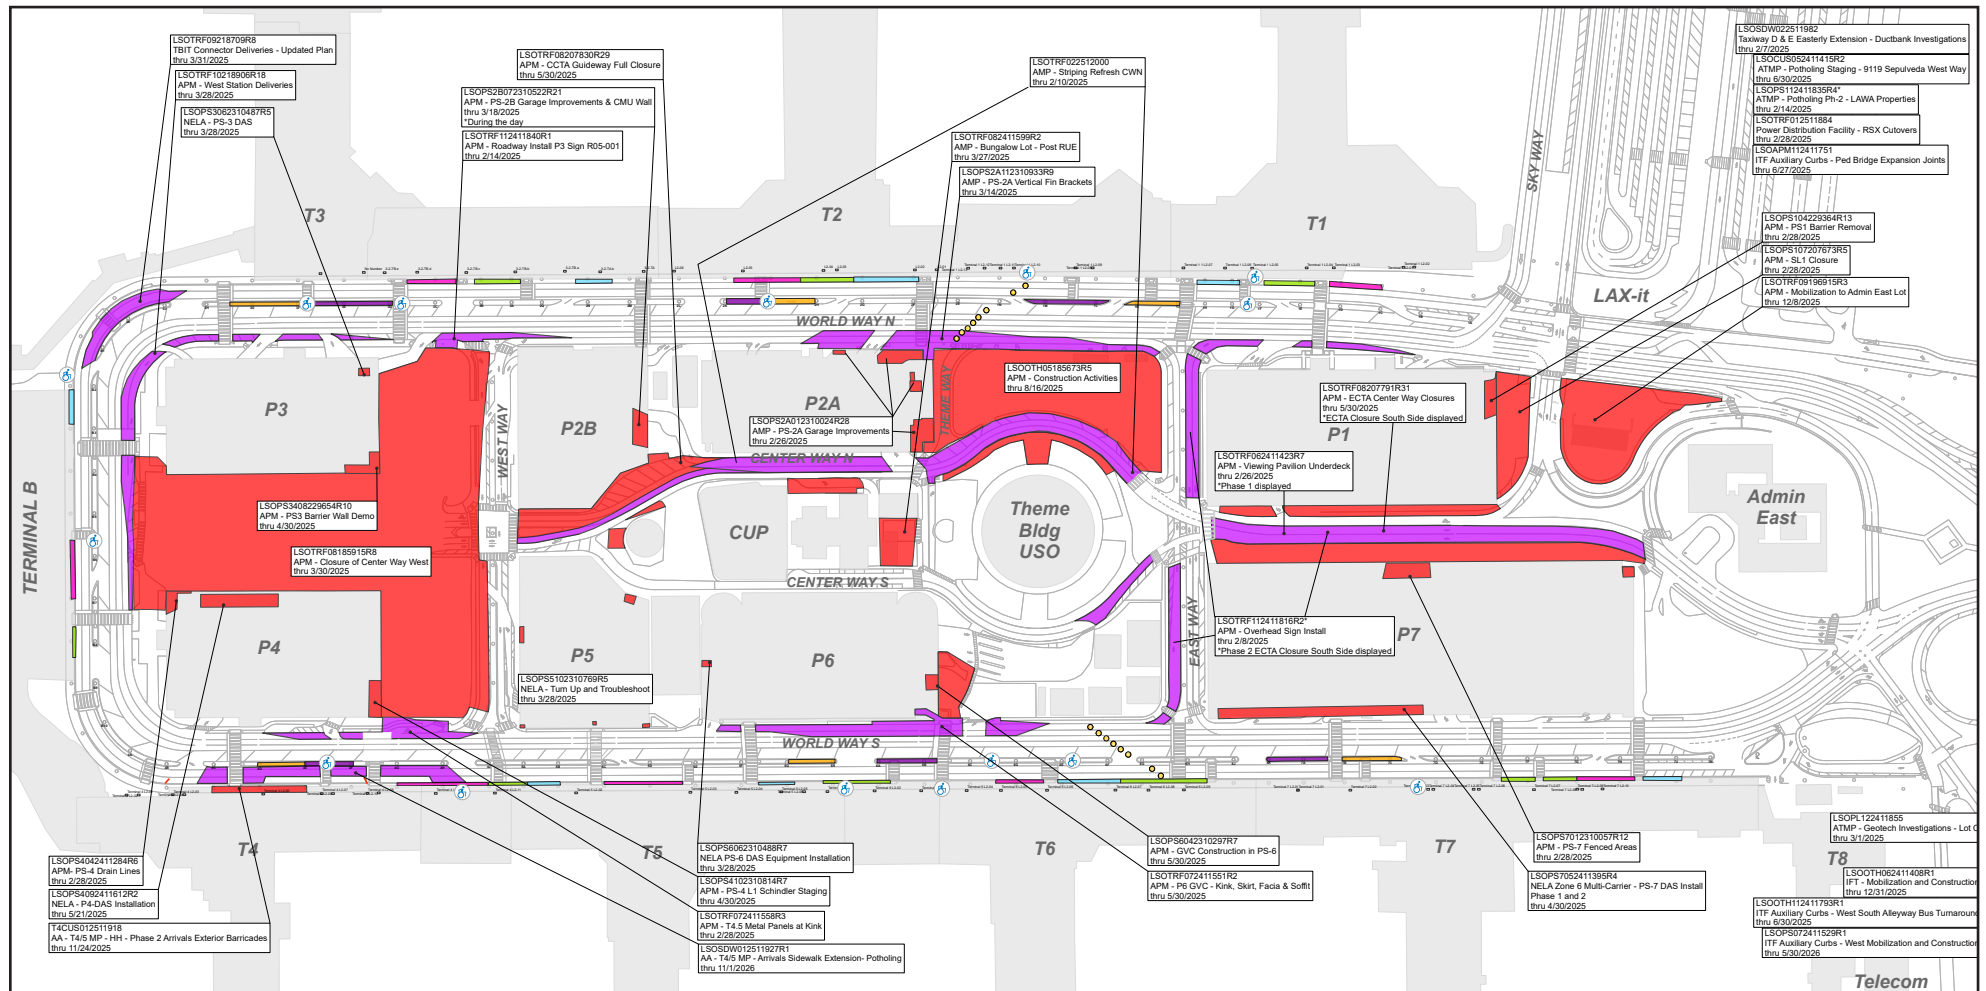 LSOTRF09218709R8
TBIT Connector Deliveries - Updated Plan
thru 3/31/2025
LSOTRF10218906R18
APM - West Station Deliveries
thru 3/28/2025
LSOPS3062310487R5
NELA - PS-3 DAS
thru 3/28/2025
LSOTRF08207830R29
APM - CCTA Guideway Full Closure
thru 5/30/2025
LSOPS2B072310522R21
APM - PS-2B Garage Improvements & CMU Wall
thru 3/18/2025
*During the day
LSOTRF112411840R1
APM - Roadway Install P3 Sign R05-001
thru 2/14/2025
LSOTRF022512000
AMP - Striping Refresh CWN
thru 2/10/2025
LSOTRF082411599R2
AMP - Bungalow Lot - Post RUE
thru 3/27/2025
LSOPS2A112310933R9
AMP - PS-2A Vertical Fin Brackets
thru 3/14/2025
LSOSDW022511982
Taxiway D & E Easterly Extension - Ductbank Investigations
thru 2/7/2025
LSOCUS052411415R2
ATMP - Potholing Staging - 9119 Sepulveda West Way
thru 6/30/2025
LSOPS112411835R4*
ATMP - Potholing Ph-2 - LAWA Properties
thru 2/14/2025
LSOTRF012511884
Power Distribution Facility - RSX Cutovers
thru 2/28/2025
LSOAPM112411751
ITF Auxiliary Curbs - Ped Bridge Expansion Joints
thru 6/27/2025
LSOPS104229364R13
APM - PS1 Barrier Removal
thru 2/28/2025
LSOPS107207673R5
APM - SL1 Closure
thru 2/28/2025
LSOTRF09196915R3
APM - Mobilization to Admin East Lot
thru 12/8/2025
T3
T2
T1
SKY WAY
LAX-it
WORLD WAY N
LSOOTH05185673R5
APM - Construction Activities
thru 8/16/2025
LSOTRF08207791R31
APM - ECTA Center Way Closures
thru 5/30/2025
*ECTA Closure South Side displayed
P3
P2B
P2A
P1
WEST WAY
THEME WAY
LSOPS2A012310024R28
AMP - PS-2A Garage Improvements
thru 2/26/2025
CENTER WAY N
LSOTRF062411423R7
APM - Viewing Pavilion Underdeck
thru 2/26/2025
*Phase 1 displayed
LSOPS3408229654R10
APM - PS3 Barrier Wall Demo
thru 4/30/2025
LSOTRF08185915R8
APM - Closure of Center Way West
thru 3/30/2025
TERMINAL B
CUP
Theme
Bldg
USO
Admin
East
CENTER WAY S
EAST WAY
LSOTRF112411816R2*
APM - Overhead Sign Install
thru 2/8/2025
*Phase 2 ECTA Closure South Side displayed
P4
P5
P6
P7
LSOPS5102310769R5
NELA - Turn Up and Troubleshoot
thru 3/28/2025
WORLD WAY S
T4
T5
T6
T7
T8
LSOPS4042411284R6
APM- PS-4 Drain Lines
thru 2/28/2025
LSOPS4092411612R2
NELA - P4-DAS Installation
thru 5/21/2025
T4CUS012511918
AA - T4/5 MP - HH - Phase 2 Arrivals Exterior Barricades
thru 11/24/2025
LSOPS6062310488R7
NELA PS-6 DAS Equipment Installation
thru 3/28/2025
LSOPS4102310814R7
APM - PS-4 L1 Schindler Staging
thru 4/30/2025
LSOTRF072411558R3
APM - T4.5 Metal Panels at Kink
thru 2/28/2025
LSOSDW012511927R1
AA - T4/5 MP - Arrivals Sidewalk Extension- Potholing
thru 11/1/2026
LSOPS6042310297R7
APM - GVC Construction in PS-6
thru 5/30/2025
LSOTRF072411551R2
APM - P6 GVC - Kink, Skirt, Facia & Soffit
thru 5/30/2025
LSOPS7012310057R12
APM - PS-7 Fenced Areas
thru 2/28/2025
LSOPS7052411395R4
NELA Zone 6 Multi-Carrier - PS-7 DAS Install
Phase 1 and 2
thru 4/30/2025
LSOPL122411855
ATMP - Geotech Investigations - Lot C
thru 3/1/2025
LSOOTH062411408R1
IFT - Mobilization and Constructio
thru 12/31/2025
LSOOTH112411793R1
ITF Auxiliary Curbs - West South Alleyway Bus Turnaroun
thru 6/30/2025
LSOPS072411529R1
ITF Auxiliary Curbs - West Mobilization and Constructio
thru 5/30/2026
Telecom